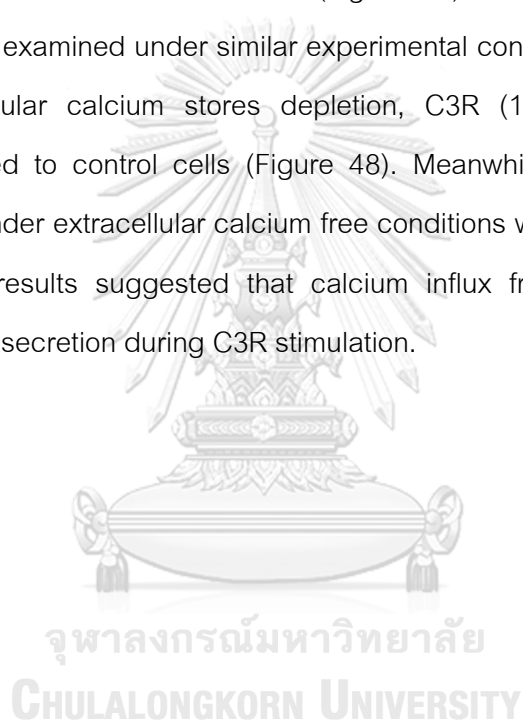 examined under similar experimental con
ular calcium stores depletion, C3R (1
ed to control cells (Figure 48). Meanwhi
nder extracellular calcium free conditions w
results suggested that calcium influx fr
secretion during C3R stimulation.
จุฬาลงกรณ์มหาวิทยาลัย
CHULALONGKORN UNIVERSITY